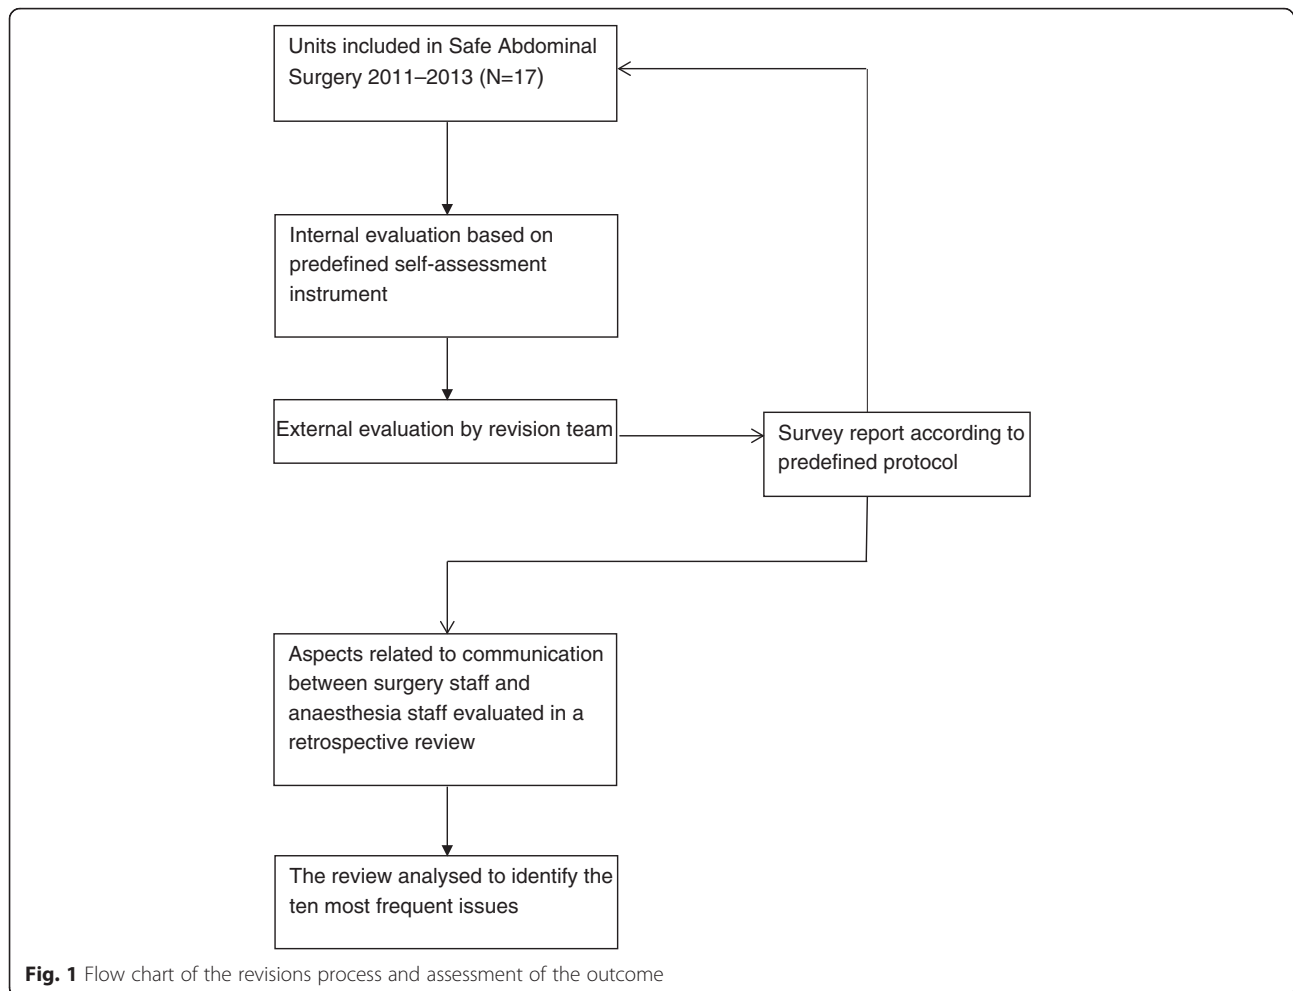 Units included in Safe Abdominal
Surgery 2011–2013 (N=17)
Internal evaluation based on
predefined self-assessment
instrument
External evaluation by revision team
Survey report according to
predefined protocol
Aspects related to communication
between surgery staff and
anaesthesia staff evaluated in a
retrospective review
The review analysed to identify the
ten most frequent issues
Fig. 1 Flow chart of the revisions process and assessment of the outcome